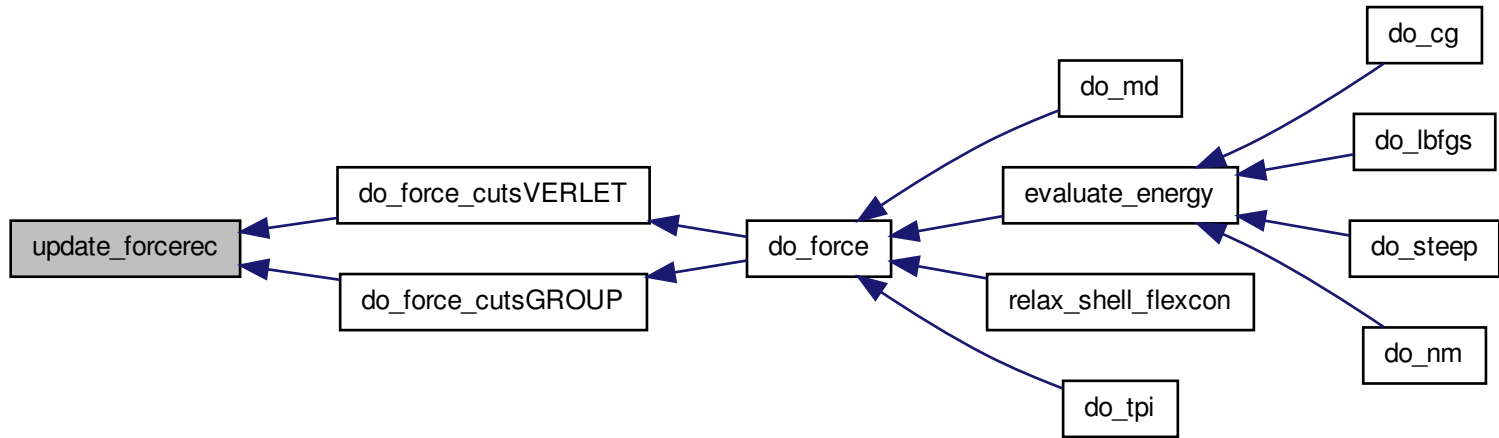 update_forcerec
do_force_cutsVERLET
do_force_cutsGROUP
do_force
do_md
evaluate_energy
relax_shell_flexcon
do_tpi
do_cg
do_lbfgs
do_steep
do_nm